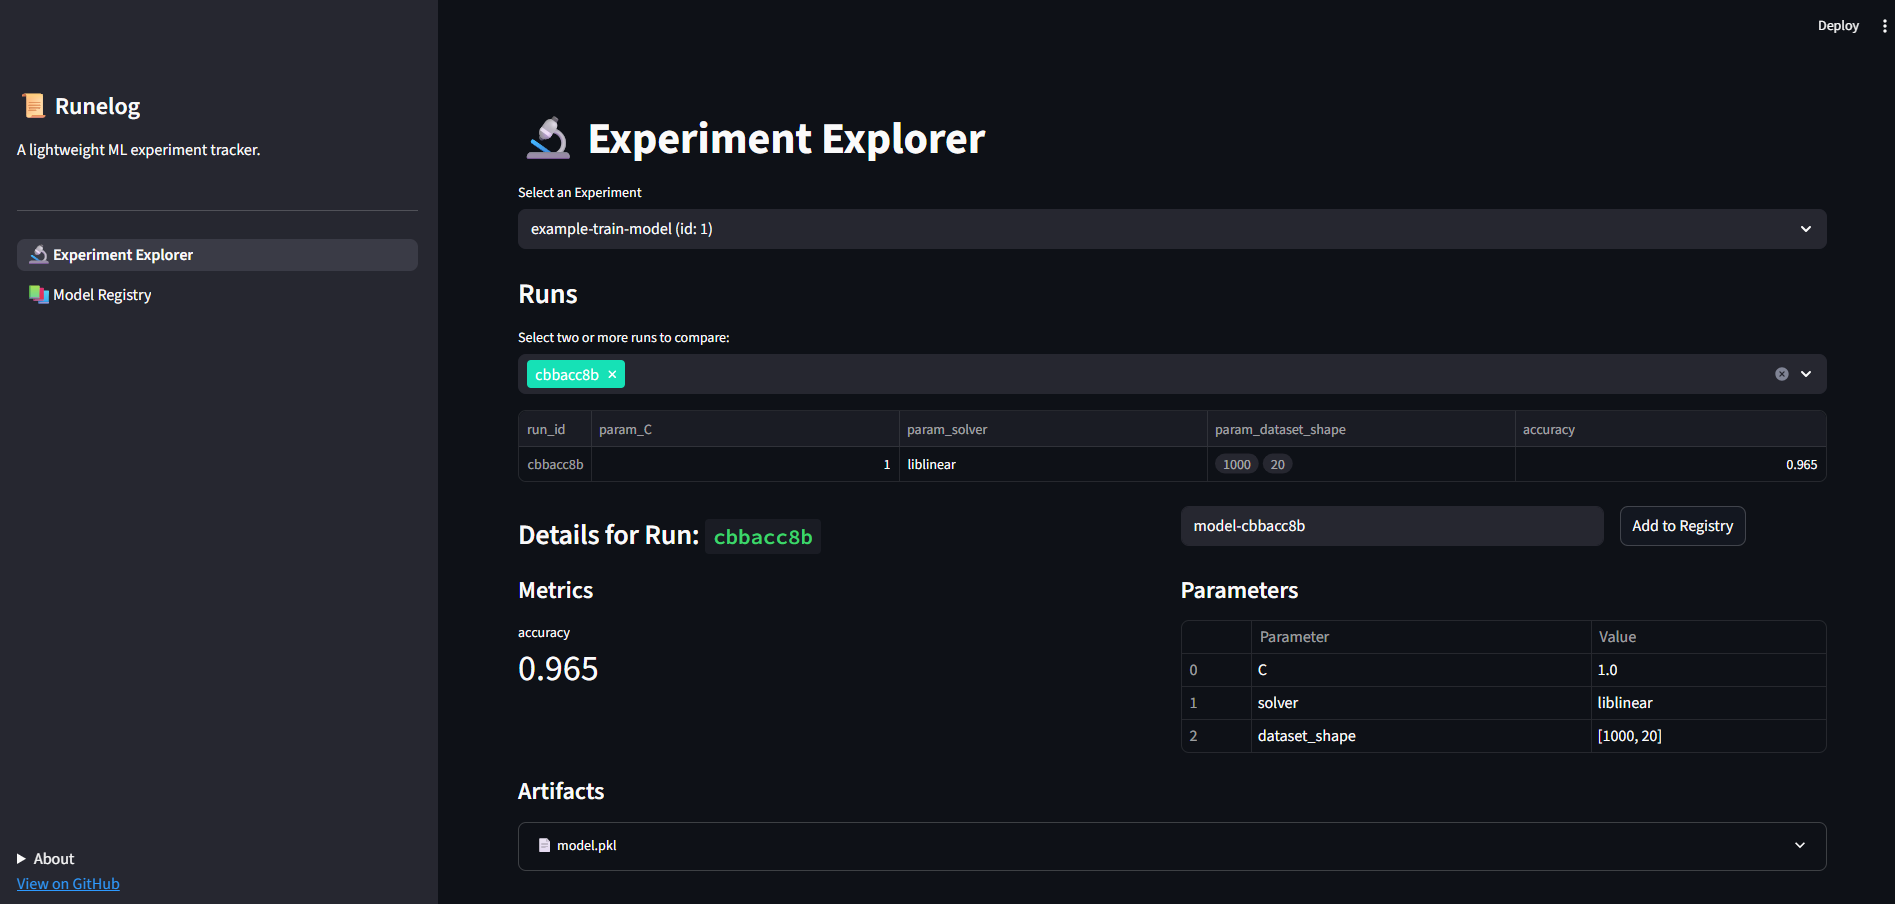 Deploy
Runelog
A lightweight ML experiment tracker.
Experiment Explorer
Model Registry
About
View on GitHub
Experiment Explorer
Select an Experiment
example-train-model (id: 1)
Runs
Select two or more runs to compare:
cbbacc8b
run_id param_C param_solver param_dataset_shape accuracy
cbbacc8b 1 liblinear 1000 20 0.965
Details for Run: cbbacc8b
model-cbbacc8b
Add to Registry
Metrics
accuracy
0.965
Parameters
Parameter Value
0 C 1.0
1 solver liblinear
2 dataset_shape [1000, 20]
Artifacts
model.pkl